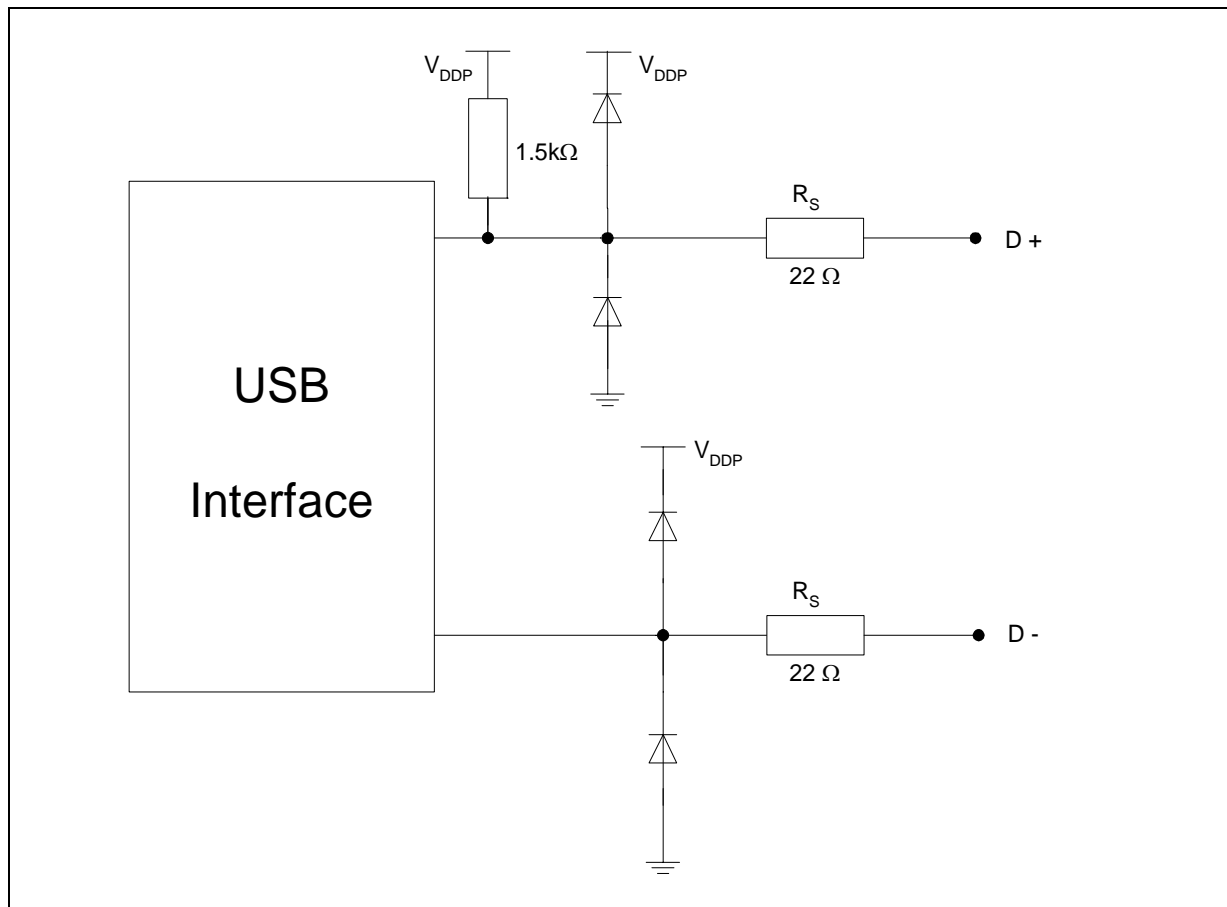 V_DDP
V_DDP
1.5kΩ
R_S
D +
22 Ω
USB
Interface
V_DDP
R_S
D -
22 Ω